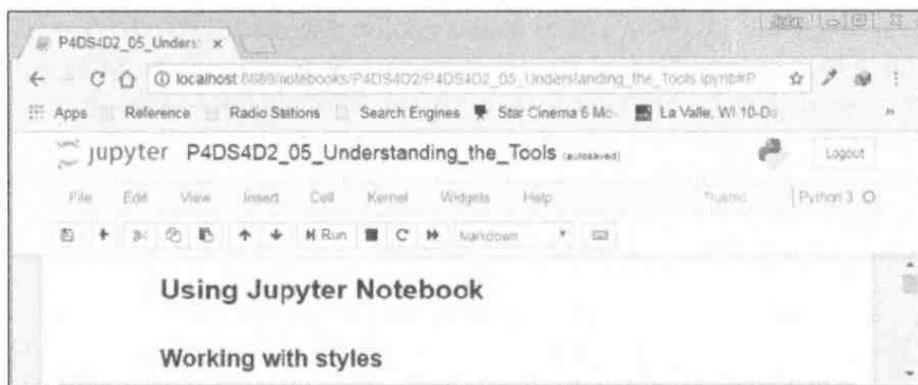 P4DS4D2_05_Unders: ×
localhost:8889/notebooks/P4DS4D2/P4DS4D2_05_Understanding_the_Tools.ipynb#P
Apps Reference Radio Stations Search Engines Star Cinema 6 Mo- La Valle, WI 10-Da »
jupyter P4DS4D2_05_Understanding_the_Tools (autosaved) Logout
File Edit View Insert Cell Kernel Widgets Help Trusted Python 3
Run Markdown
Using Jupyter Notebook
Working with styles